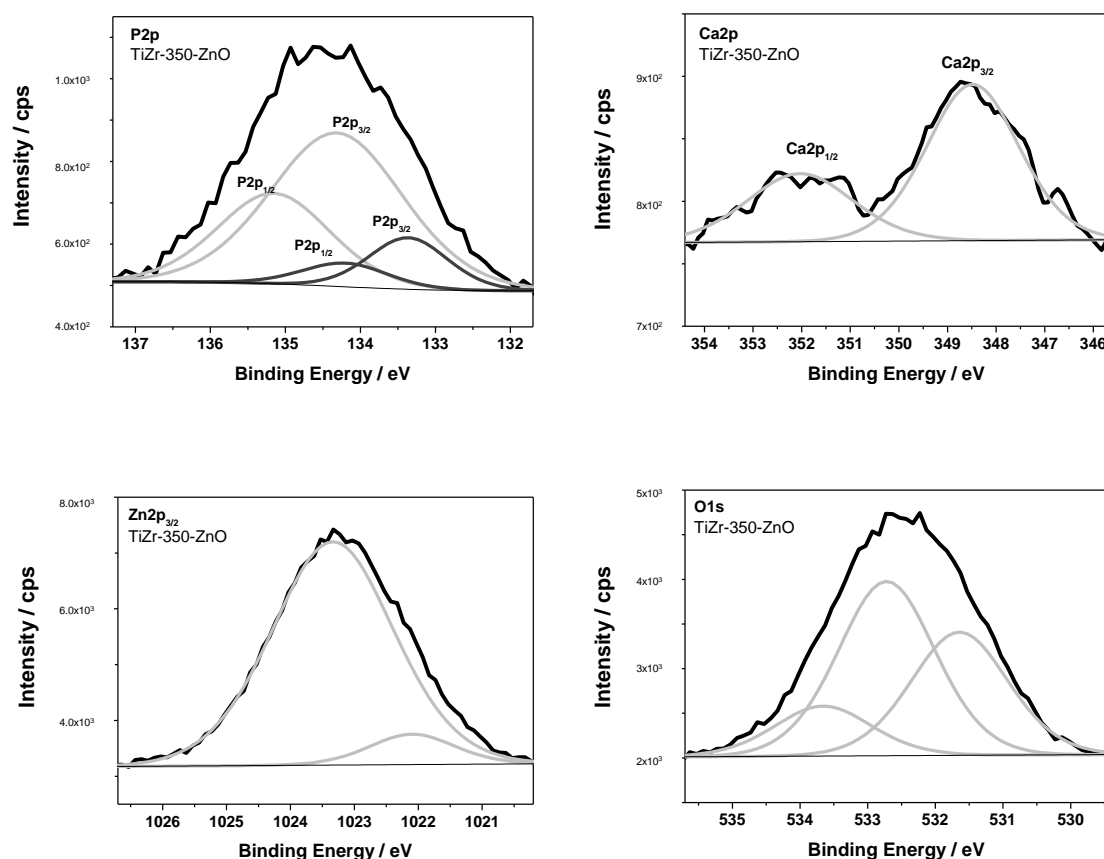 P2p
TiZr-350-ZnO
P2p3/2
P2p1/2
P2p3/2
P2p1/2
1.0x10³
8.0x10²
6.0x10²
4.0x10²
Intensity / cps
137 136 135 134 133 132
Binding Energy / eV
Ca2p
TiZr-350-ZnO
Ca2p3/2
Ca2p1/2
9x10²
8x10²
7x10²
Intensity / cps
354 353 352 351 350 349 348 347 346
Binding Energy / eV
Zn2p3/2
TiZr-350-ZnO
8.0x10³
6.0x10³
4.0x10³
Intensity / cps
1026 1025 1024 1023 1022 1021
Binding Energy / eV
O1s
TiZr-350-ZnO
5x10³
4x10³
3x10³
2x10³
Intensity / cps
535 534 533 532 531 530
Binding Energy / eV